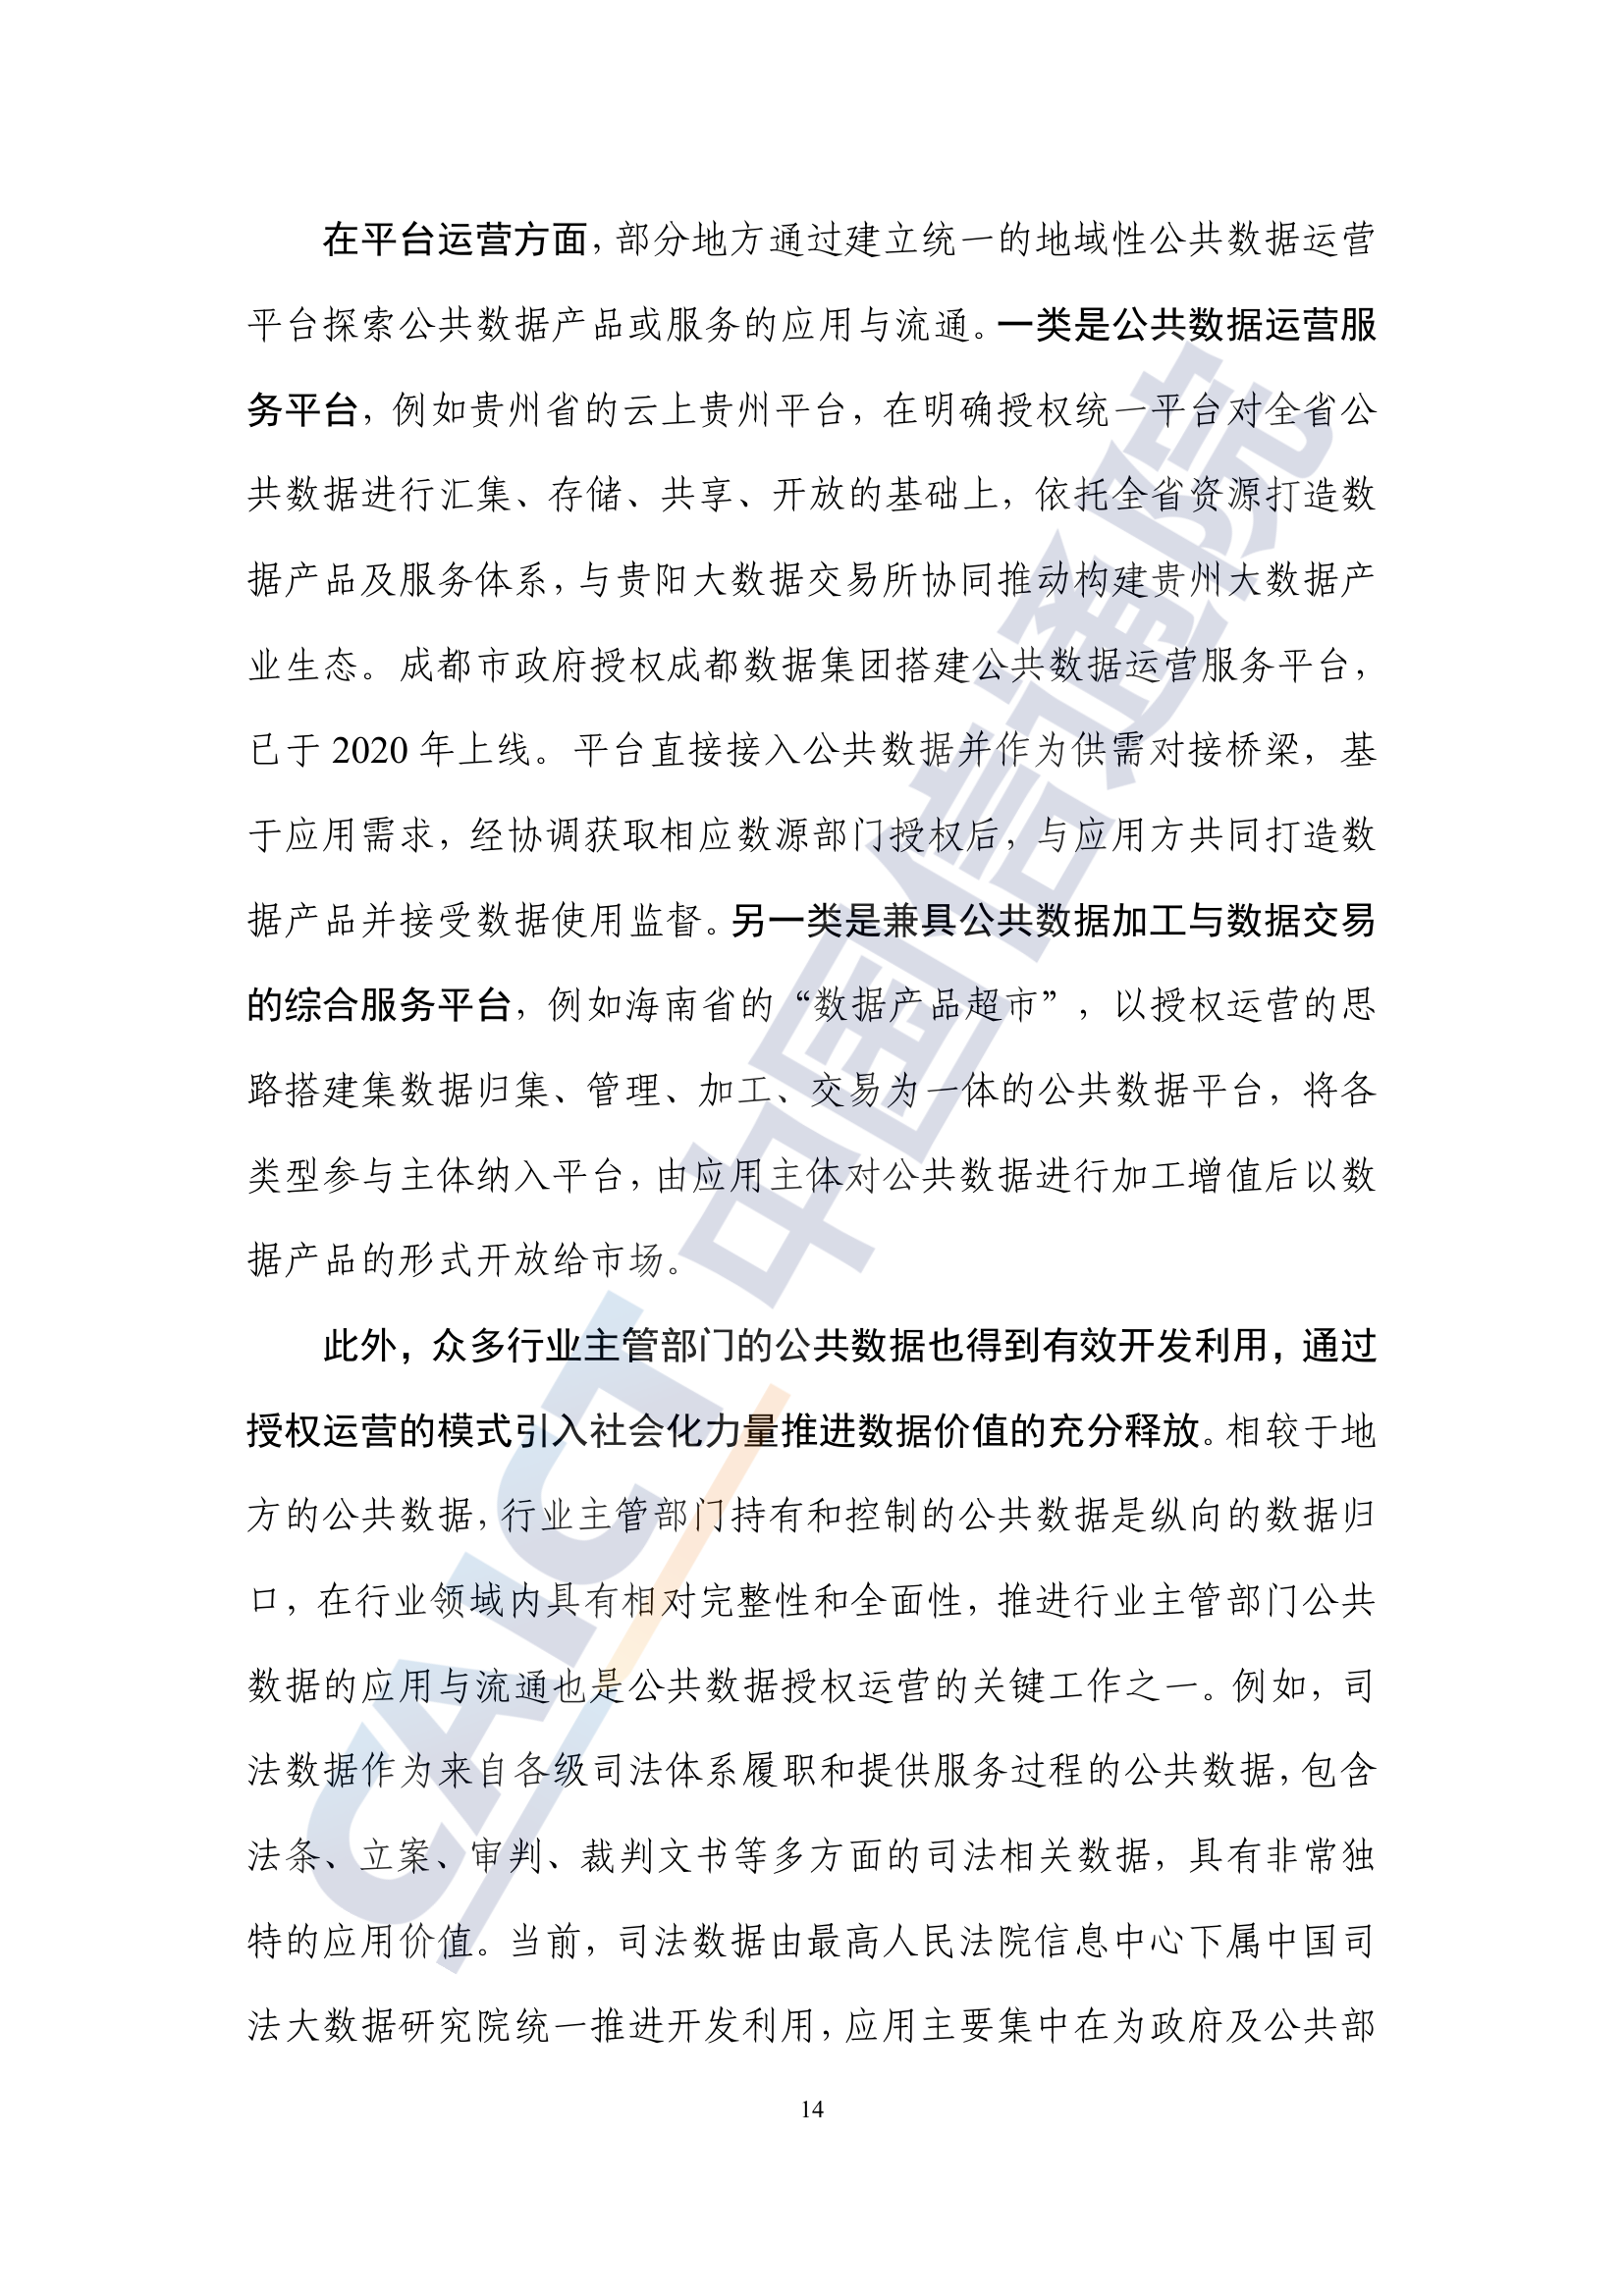 在平台运营方面，部分地方通过建立统一的地域性公共数据运营
平台探索公共数据产品或服务的应用与流通。一类是公共数据运营服
务平台，例如贵州省的云上贵州平台，在明确授权统一平台对全省公
共数据进行汇集、存储、共享、开放的基础上，依托全省资源打造数
据产品及服务体系，与贵阳大数据交易所协同推动构建贵州大数据产
业生态。成都市政府授权成都数据集团搭建公共数据运营服务平台，
已于 2020 年上线。平台直接接入公共数据并作为供需对接桥梁，基
于应用需求，经协调获取相应数源部门授权后，与应用方共同打造数
据产品并接受数据使用监督。另一类是兼具公共数据加工与数据交易
的综合服务平台，例如海南省的“数据产品超市”，以授权运营的思
路搭建集数据归集、管理、加工、交易为一体的公共数据平台，将各
类型参与主体纳入平台，由应用主体对公共数据进行加工增值后以数
据产品的形式开放给市场。
此外，众多行业主管部门的公共数据也得到有效开发利用，通过
授权运营的模式引入社会化力量推进数据价值的充分释放。相较于地
方的公共数据，行业主管部门持有和控制的公共数据是纵向的数据归
口，在行业领域内具有相对完整性和全面性，推进行业主管部门公共
数据的应用与流通也是公共数据授权运营的关键工作之一。例如，司
法数据作为来自各级司法体系履职和提供服务过程的公共数据，包含
法条、立案、审判、裁判文书等多方面的司法相关数据，具有非常独
特的应用价值。当前，司法数据由最高人民法院信息中心下属中国司
法大数据研究院统一推进开发利用，应用主要集中在为政府及公共部
14
CAICT 中国信通院